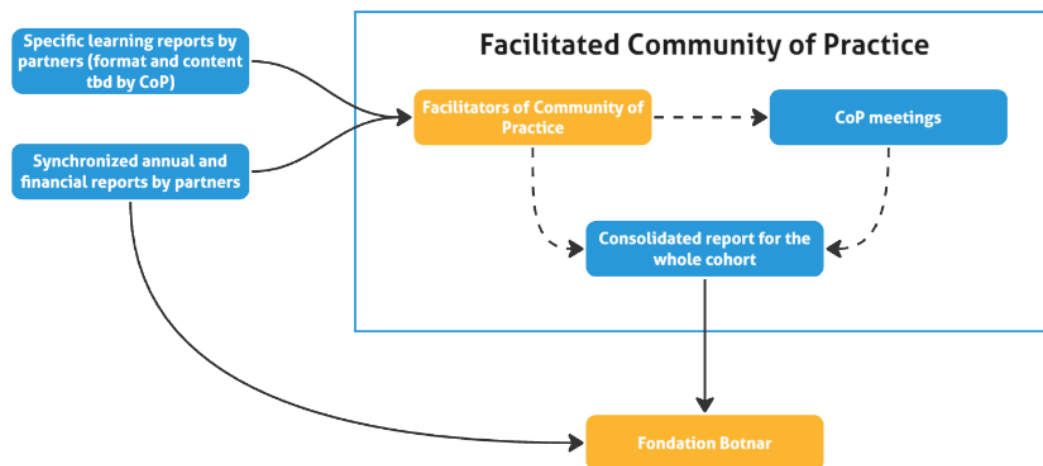 Facilitated Community of Practice
Specific learning reports by
partners (format and content
tbd by CoP)
Facilitators of Community of
Practice
CoP meetings
Synchronized annual and
financial reports by partners
Consolidated report for the
whole cohort
Fondation Botnar